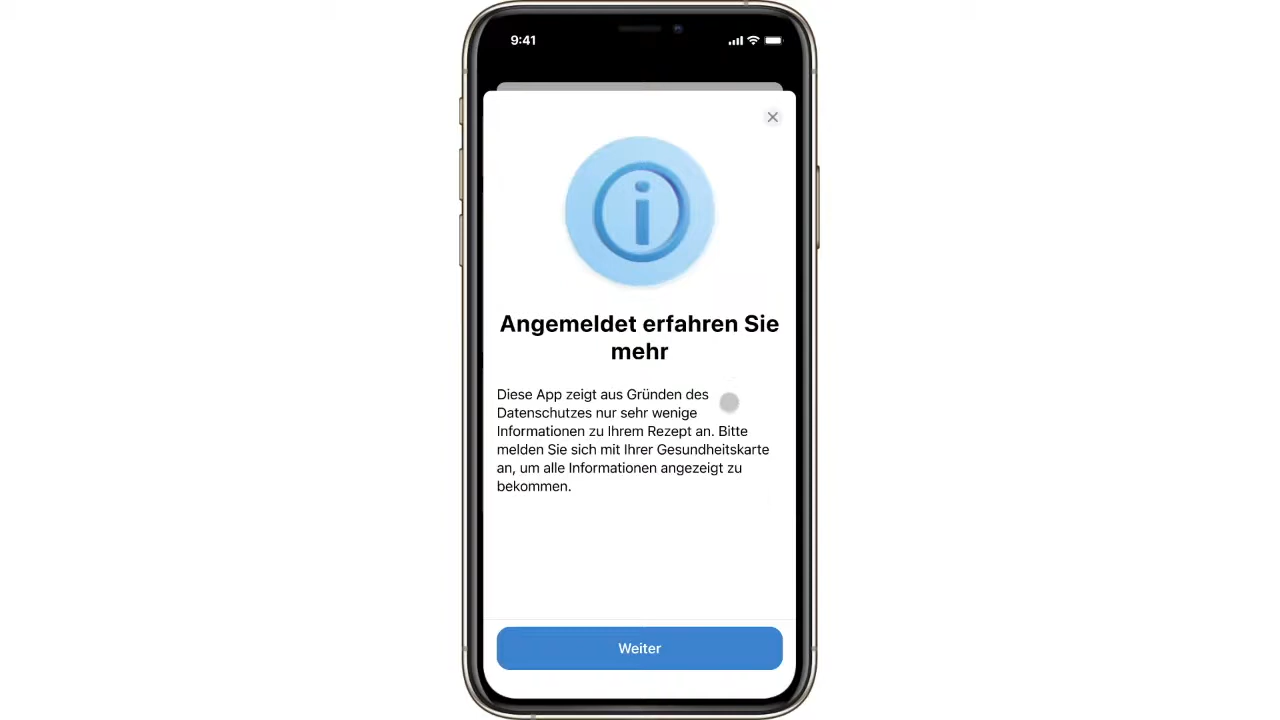 9:41
Angemeldet erfahren Sie
mehr
Diese App zeigt aus Gründen des
Datenschutzes nur sehr wenige
Informationen zu Ihrem Rezept an. Bitte
melden Sie sich mit Ihrer Gesundheitskarte
an, um alle Informationen angezeigt zu
bekommen.
Weiter